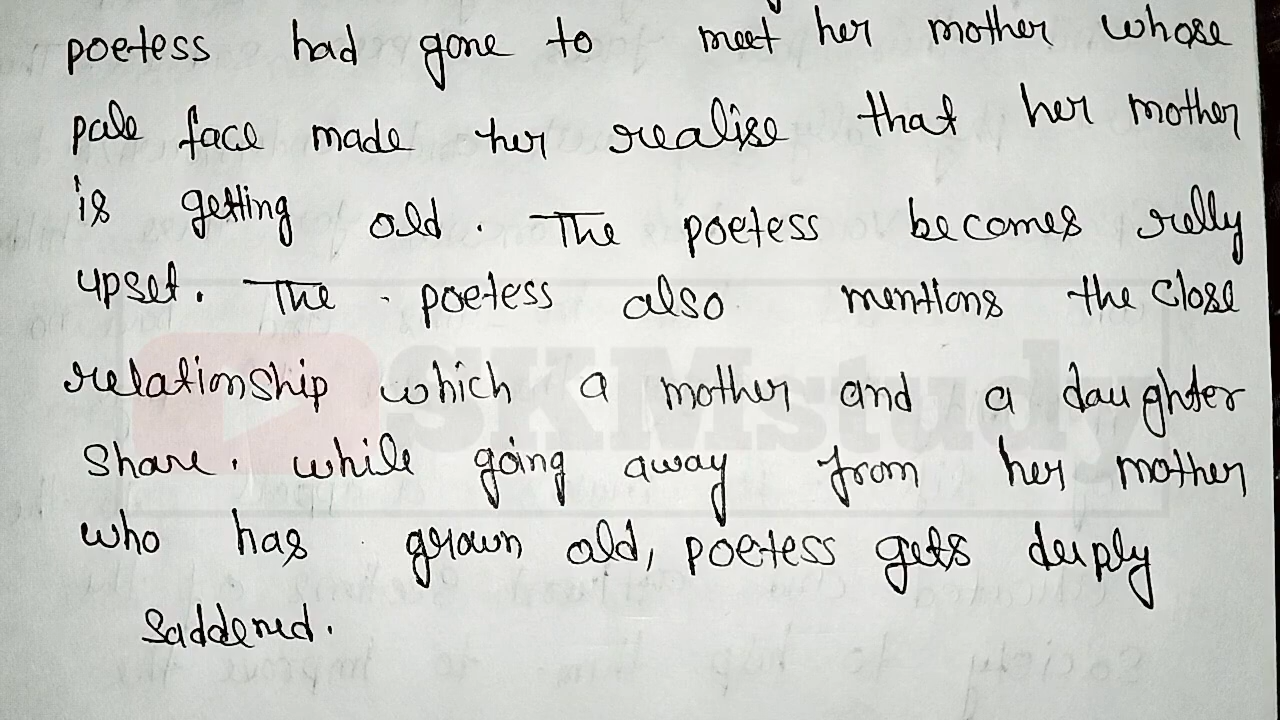 poetess had gone to meet her mother whose
pale face made her realise that her mother
is getting old. The poetess becomes relly
upset. The poetess also mentions the close
relationship which a mother and a daughter
share. while going away from her mother
who has grown old, poetess gets deeply
saddened.
SKMstudy